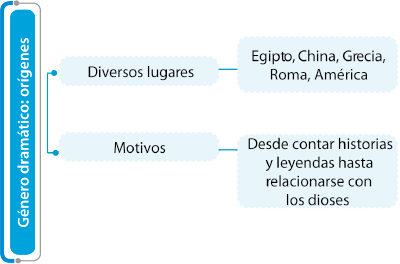 Género dramático: orígenes
Diversos lugares
Egipto, China, Grecia,
Roma, América
Motivos
Desde contar historias
y leyendas hasta
relacionarse con
los dioses